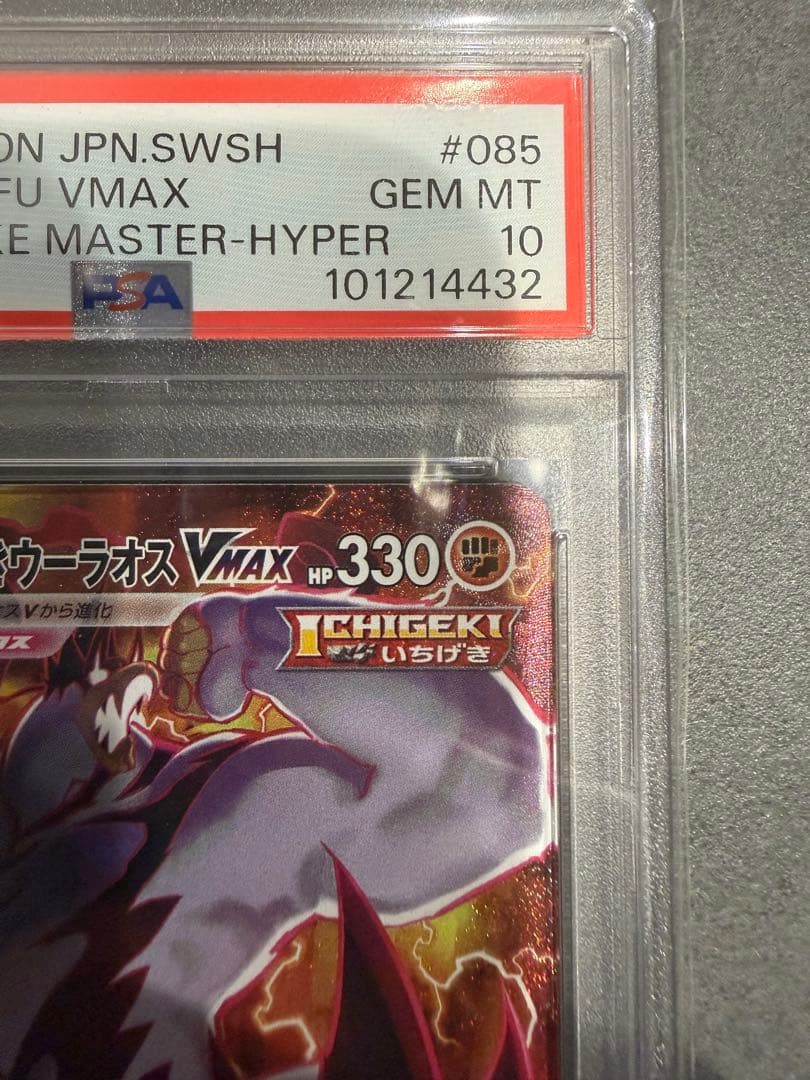 ON JPN.SWSH #085
FU VMAX GEM MT
KE MASTER-HYPER 10
PSA 101214432
ウーラオス VMAX HP 330
スVから進化
ICHIGEKI
いちげき